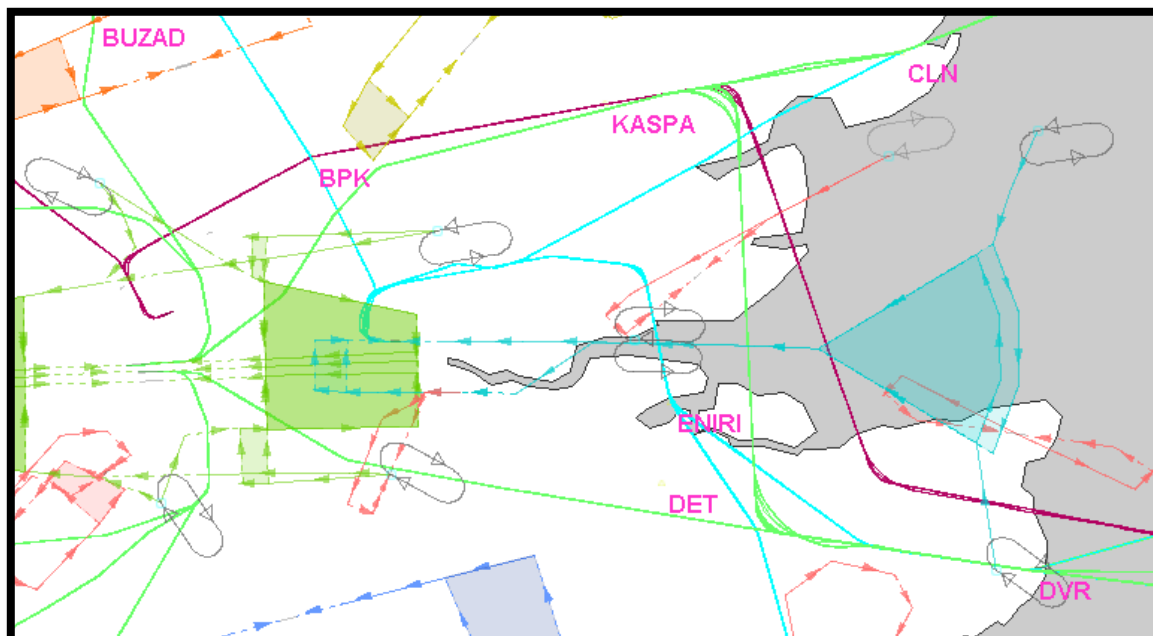 BUZAD
CLN
KASPA
BPK
ENIRI
DET
DVR